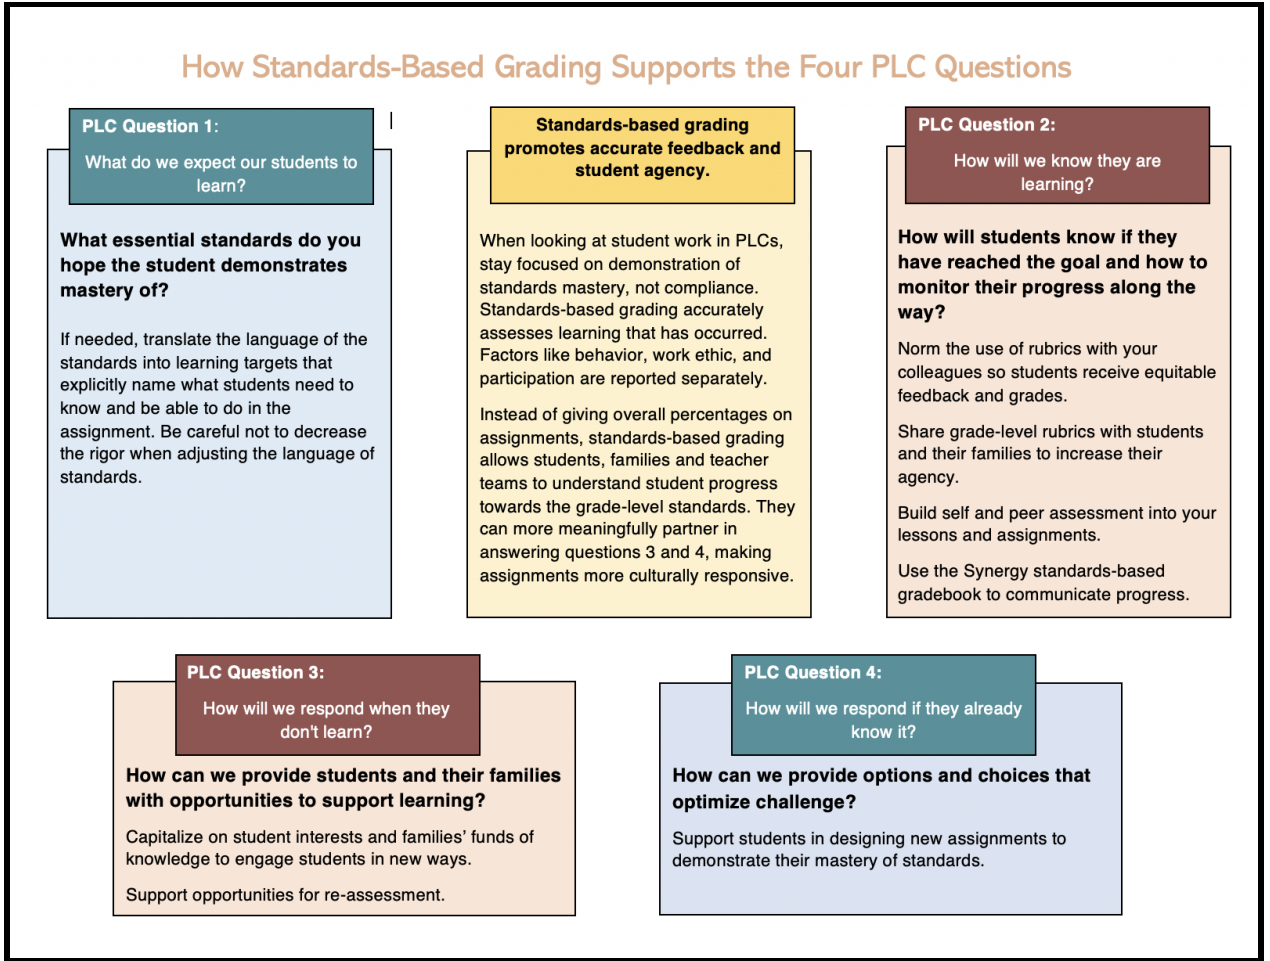 How Standards-Based Grading Supports the Four PLC Questions
PLC Question 1:
What do we expect our students to
learn?
What essential standards do you
hope the student demonstrates
mastery of?
If needed, translate the language of the
standards into learning targets that
explicitly name what students need to
know and be able to do in the
assignment. Be careful not to decrease
the rigor when adjusting the language of
standards.
Standards-based grading
promotes accurate feedback and
student agency.
When looking at student work in PLCs,
stay focused on demonstration of
standards mastery, not compliance.
Standards-based grading accurately
assesses learning that has occurred.
Factors like behavior, work ethic, and
participation are reported separately.
Instead of giving overall percentages on
assignments, standards-based grading
allows students, families and teacher
teams to understand student progress
towards the grade-level standards. They
can more meaningfully partner in
answering questions 3 and 4, making
assignments more culturally responsive.
PLC Question 2:
How will we know they are
learning?
How will students know if they
have reached the goal and how to
monitor their progress along the
way?
Norm the use of rubrics with your
colleagues so students receive equitable
feedback and grades.
Share grade-level rubrics with students
and their families to increase their
agency.
Build self and peer assessment into your
lessons and assignments.
Use the Synergy standards-based
gradebook to communicate progress.
PLC Question 3:
How will we respond when they
don't learn?
How can we provide students and their families
with opportunities to support learning?
Capitalize on student interests and families’ funds of
knowledge to engage students in new ways.
Support opportunities for re-assessment.
PLC Question 4:
How will we respond if they already
know it?
How can we provide options and choices that
optimize challenge?
Support students in designing new assignments to
demonstrate their mastery of standards.